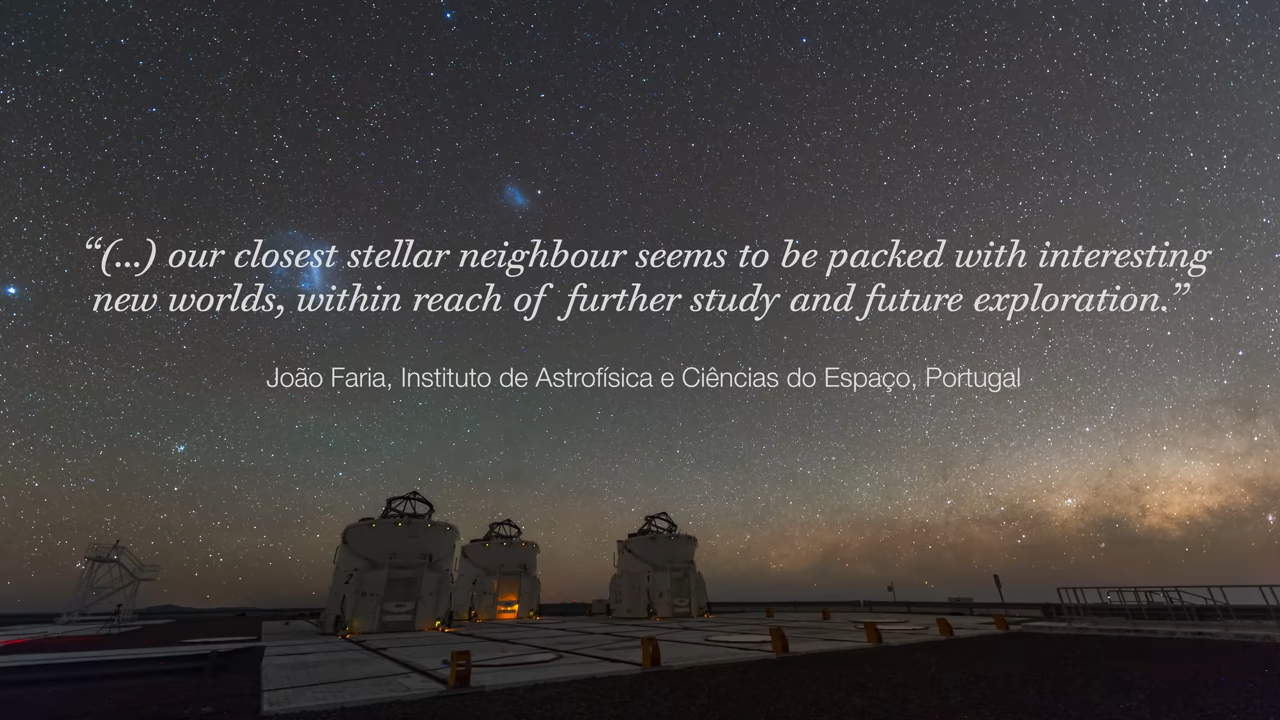 “(...) our closest stellar neighbour seems to be packed with interesting
new worlds, within reach of further study and future exploration.”
João Faria, Instituto de Astrofísica e Ciências do Espaço, Portugal